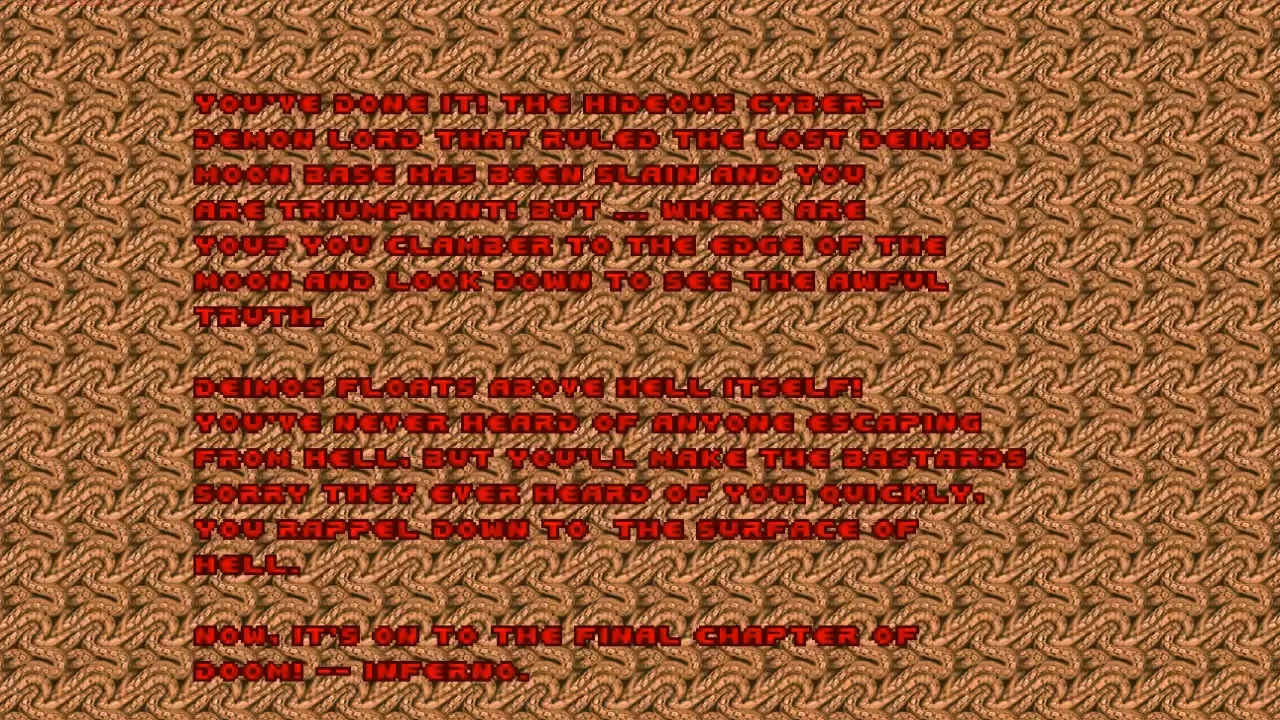 YOU'VE DONE IT! THE HIDEOUS CYBER-
DEMON LORD THAT RULED THE LOST DEIMOS
MOON BASE HAS BEEN SLAIN AND YOU
ARE TRIUMPHANT! BUT ... WHERE ARE
YOU? YOU CLAMBER TO THE EDGE OF THE
MOON AND LOOK DOWN TO SEE THE AWFUL
TRUTH.
DEIMOS FLOATS ABOVE HELL ITSELF!
YOU'VE NEVER HEARD OF ANYONE ESCAPING
FROM HELL, BUT YOU'LL MAKE THE BASTARDS
SORRY THEY EVER HEARD OF YOU! QUICKLY,
YOU RAPPEL DOWN TO  THE SURFACE OF
HELL.
NOW, IT'S ON TO THE FINAL CHAPTER OF
DOOM! -- INFERNO.